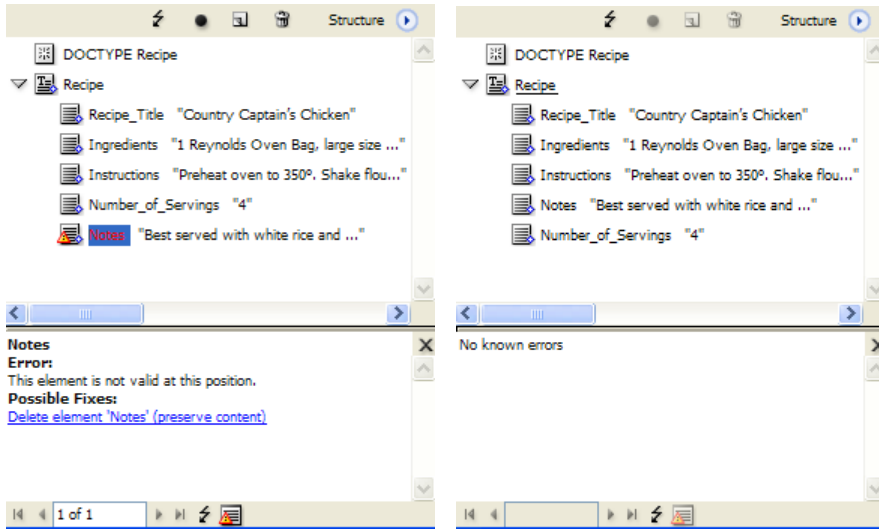 Structure
DOCTYPE Recipe
Recipe
Recipe_Title "Country Captain's Chicken"
Ingredients "1 Reynolds Oven Bag, large size ..."
Instructions "Preheat oven to 350º. Shake flou..."
Number_of_Servings "4"
Notes "Best served with white rice and ..."
Notes
Error:
This element is not valid at this position.
Possible Fixes:
Delete element 'Notes' (preserve content)
1 of 1
Structure
DOCTYPE Recipe
Recipe
Recipe_Title "Country Captain's Chicken"
Ingredients "1 Reynolds Oven Bag, large size ..."
Instructions "Preheat oven to 350º. Shake flou..."
Notes "Best served with white rice and ..."
Number_of_Servings "4"
No known errors